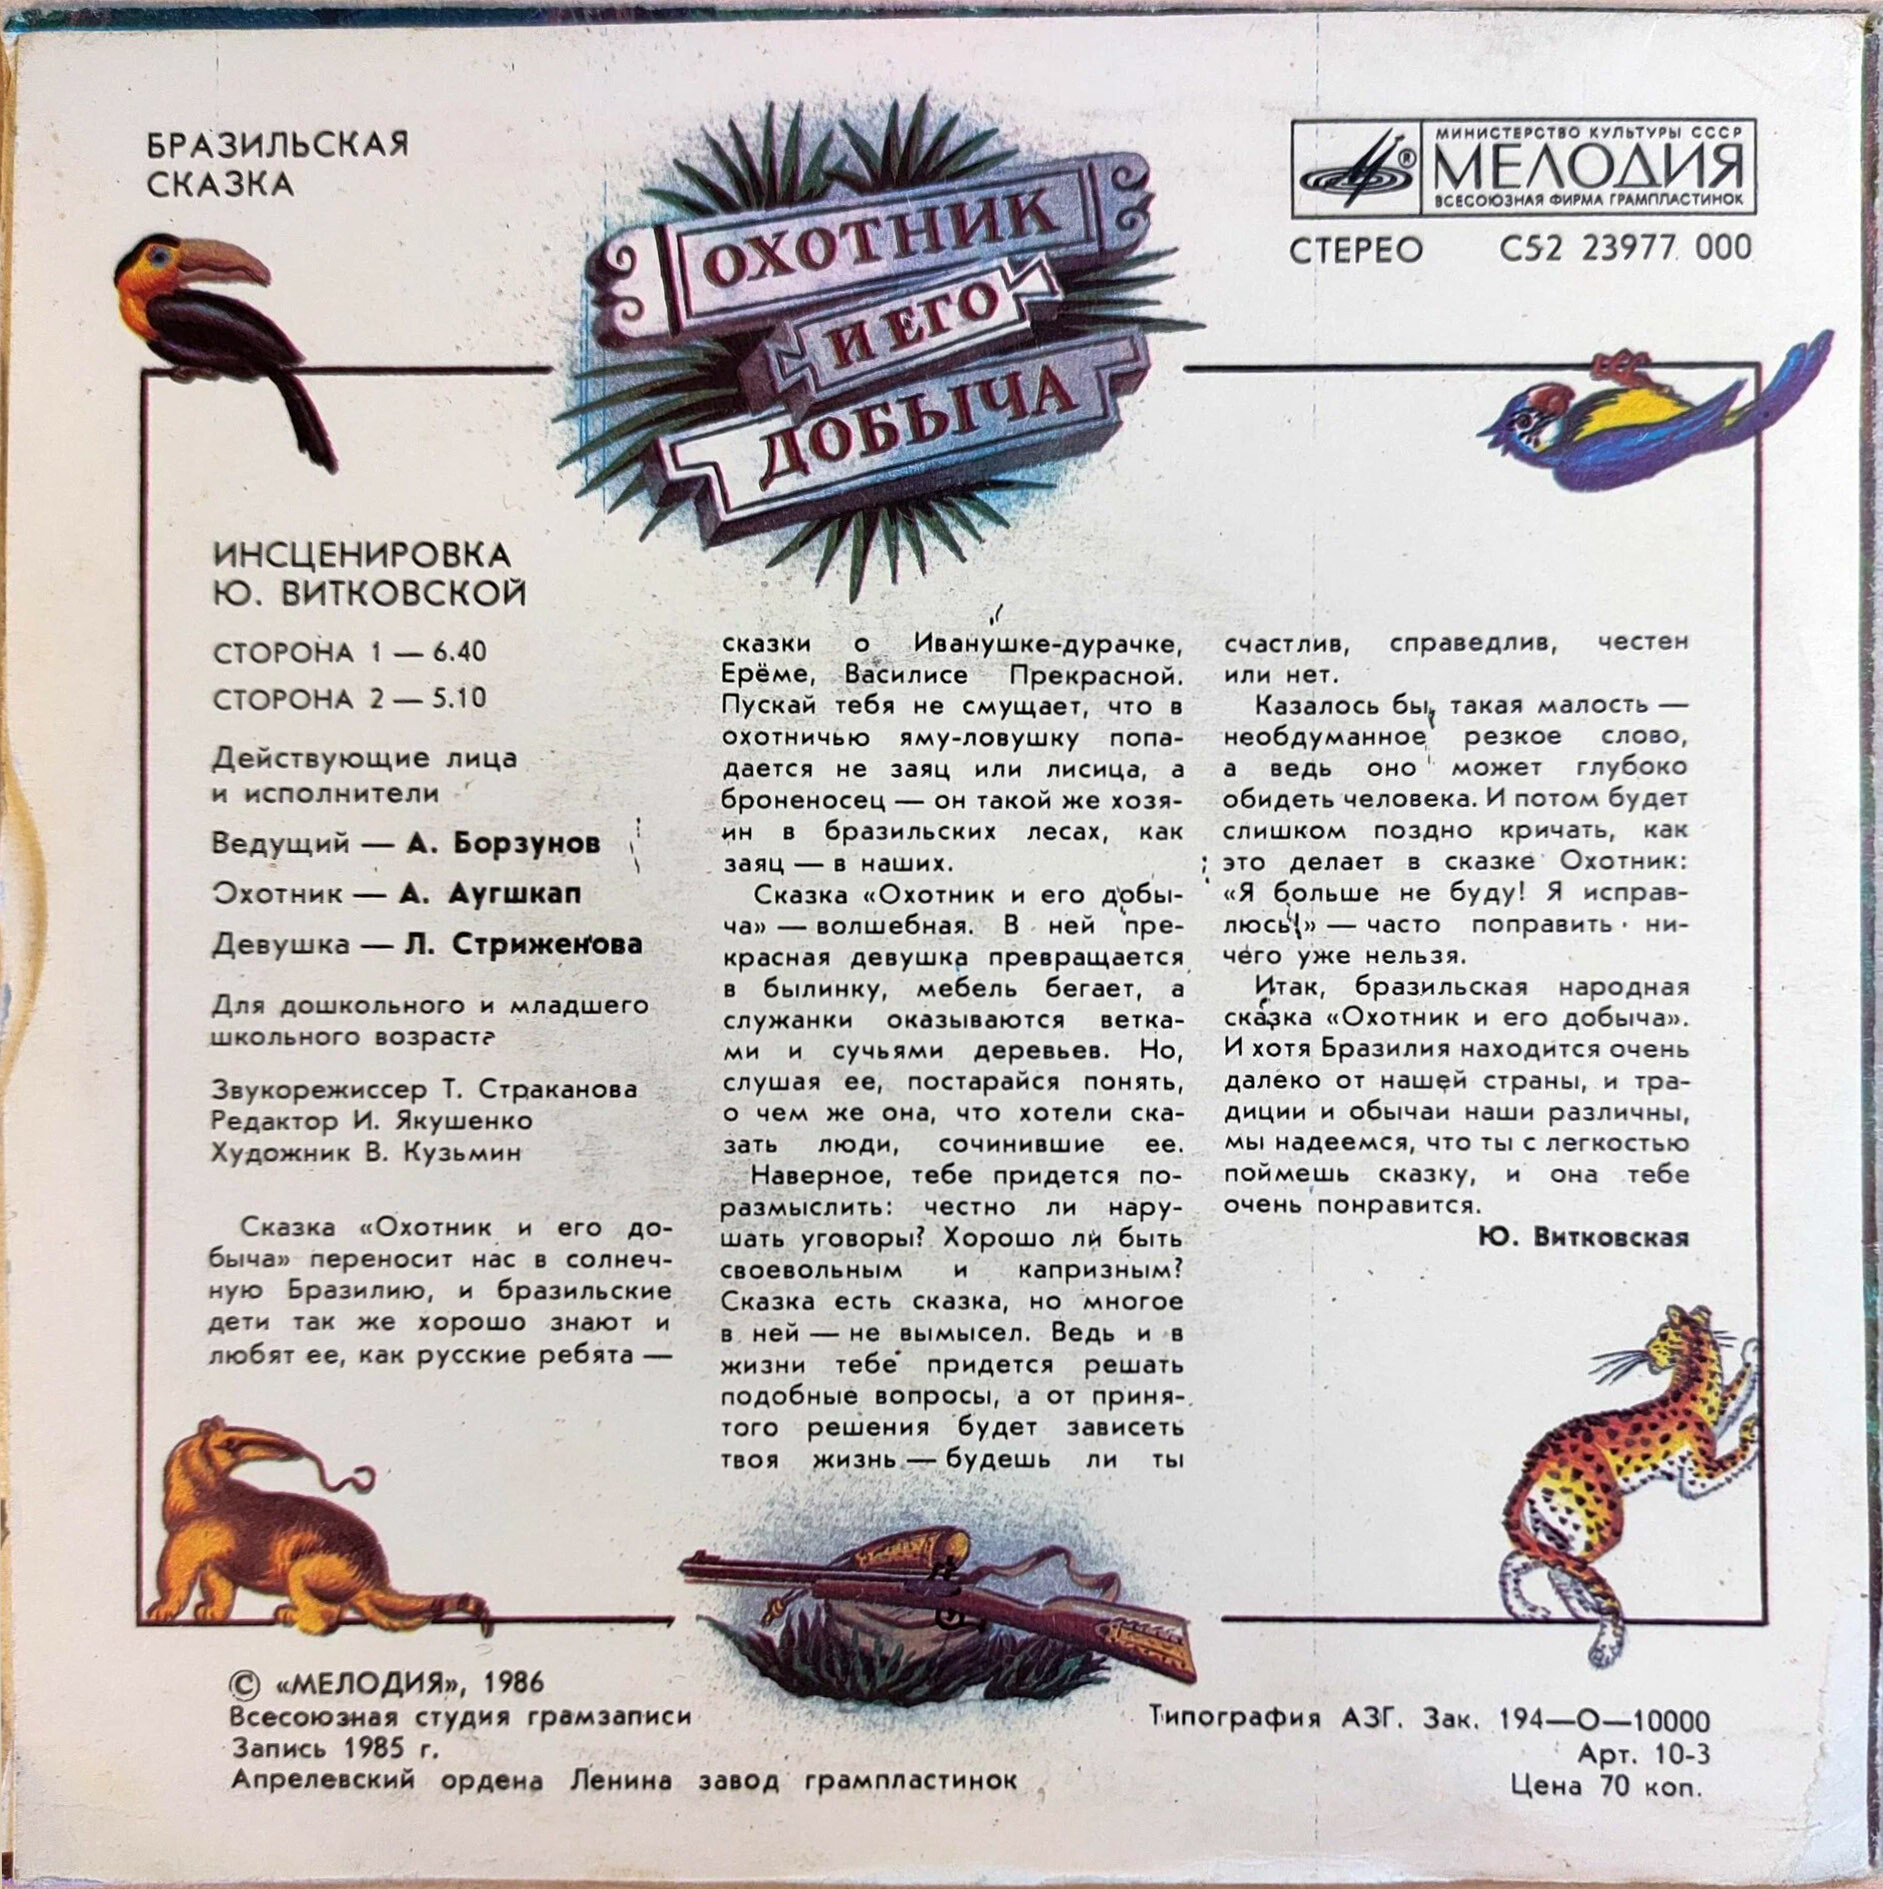 БРАЗИЛЬСКАЯ
СКАЗКА
ОХОТНИК
И ЕГО
ДОБЫЧА
МИНИСТЕРСТВО КУЛЬТУРЫ СССР
МЕЛОДИЯ
ВСЕСОЮЗНАЯ ФИРМА ГРАМПЛАСТИНОК
®
СТЕРЕО С52 23977 000
ИНСЦЕНИРОВКА
Ю. ВИТКОВСКОЙ
СТОРОНА 1 — 6.40
СТОРОНА 2 — 5.10
Действующие лица
и исполнители
Ведущий — А. Борзунов
Охотник — А. Аугшкап
Девушка — Л. Стриженова
Для дошкольного и младшего
школьного возраста
Звукорежиссер Т. Страканова
Редактор И. Якушенко
Художник В. Кузьмин
Сказка «Охотник и его до-
быча» переносит нас в солнеч-
ную Бразилию, и бразильские
дети так же хорошо знают и
любят ее, как русские ребята —
сказки о Иванушке-дурачке,
Ерёме, Василисе Прекрасной.
Пускай тебя не смущает, что в
охотничью яму-ловушку попа-
дается не заяц или лисица, а
броненосец — он такой же хозя-
ин в бразильских лесах, как
заяц — в наших.
Сказка «Охотник и его добы-
ча» — волшебная. В ней пре-
красная девушка превращается
в былинку, мебель бегает, а
служанки оказываются ветка-
ми и сучьями деревьев. Но,
слушая ее, постарайся понять,
о чем же она, что хотели ска-
зать люди, сочинившие ее.
Наверное, тебе придется по-
размыслить: честно ли нару-
шать уговоры? Хорошо ли быть
своевольным и капризным?
Сказка есть сказка, но многое
в ней — не вымысел. Ведь и в
жизни тебе придется решать
подобные вопросы, а от приня-
того решения будет зависеть
твоя жизнь — будешь ли ты
счастлив, справедлив, честен
или нет.
Казалось бы, такая малость —
необдуманное резкое слово,
а ведь оно может глубоко
обидеть человека. И потом будет
слишком поздно кричать, как
это делает в сказке Охотник:
«Я больше не буду! Я исправ-
люсь!» — часто поправить ни-
чего уже нельзя.
Итак, бразильская народная
сказка «Охотник и его добыча».
И хотя Бразилия находится очень
далеко от нашей страны, и тра-
диции и обычаи наши различны,
мы надеемся, что ты с легкостью
поймешь сказку, и она тебе
очень понравится.
Ю. Витковская
© «МЕЛОДИЯ», 1986
Всесоюзная студия грамзаписи
Запись 1985 г.
Апрелевский ордена Ленина завод грампластинок
Типография АЗГ. Зак. 194—О—10000
Арт. 10-3
Цена 70 коп.